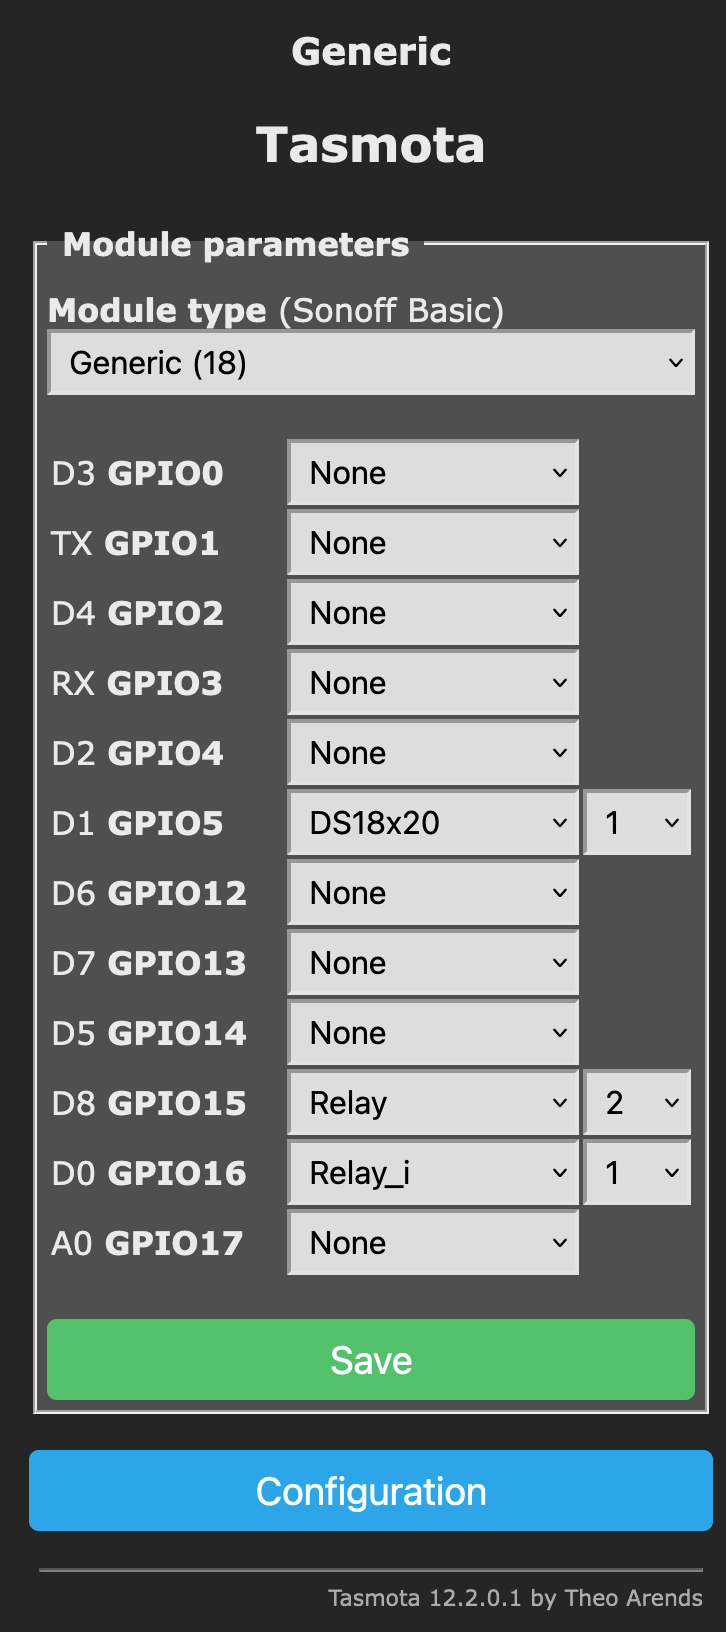 Generic
Tasmota
Module parameters
Module type (Sonoff Basic)
Generic (18)
D3 GPIO0 None
TX GPIO1 None
D4 GPIO2 None
RX GPIO3 None
D2 GPIO4 None
D1 GPIO5 DS18x20 1
D6 GPIO12 None
D7 GPIO13 None
D5 GPIO14 None
D8 GPIO15 Relay 2
D0 GPIO16 Relay_i 1
A0 GPIO17 None
Save
Configuration
Tasmota 12.2.0.1 by Theo Arends